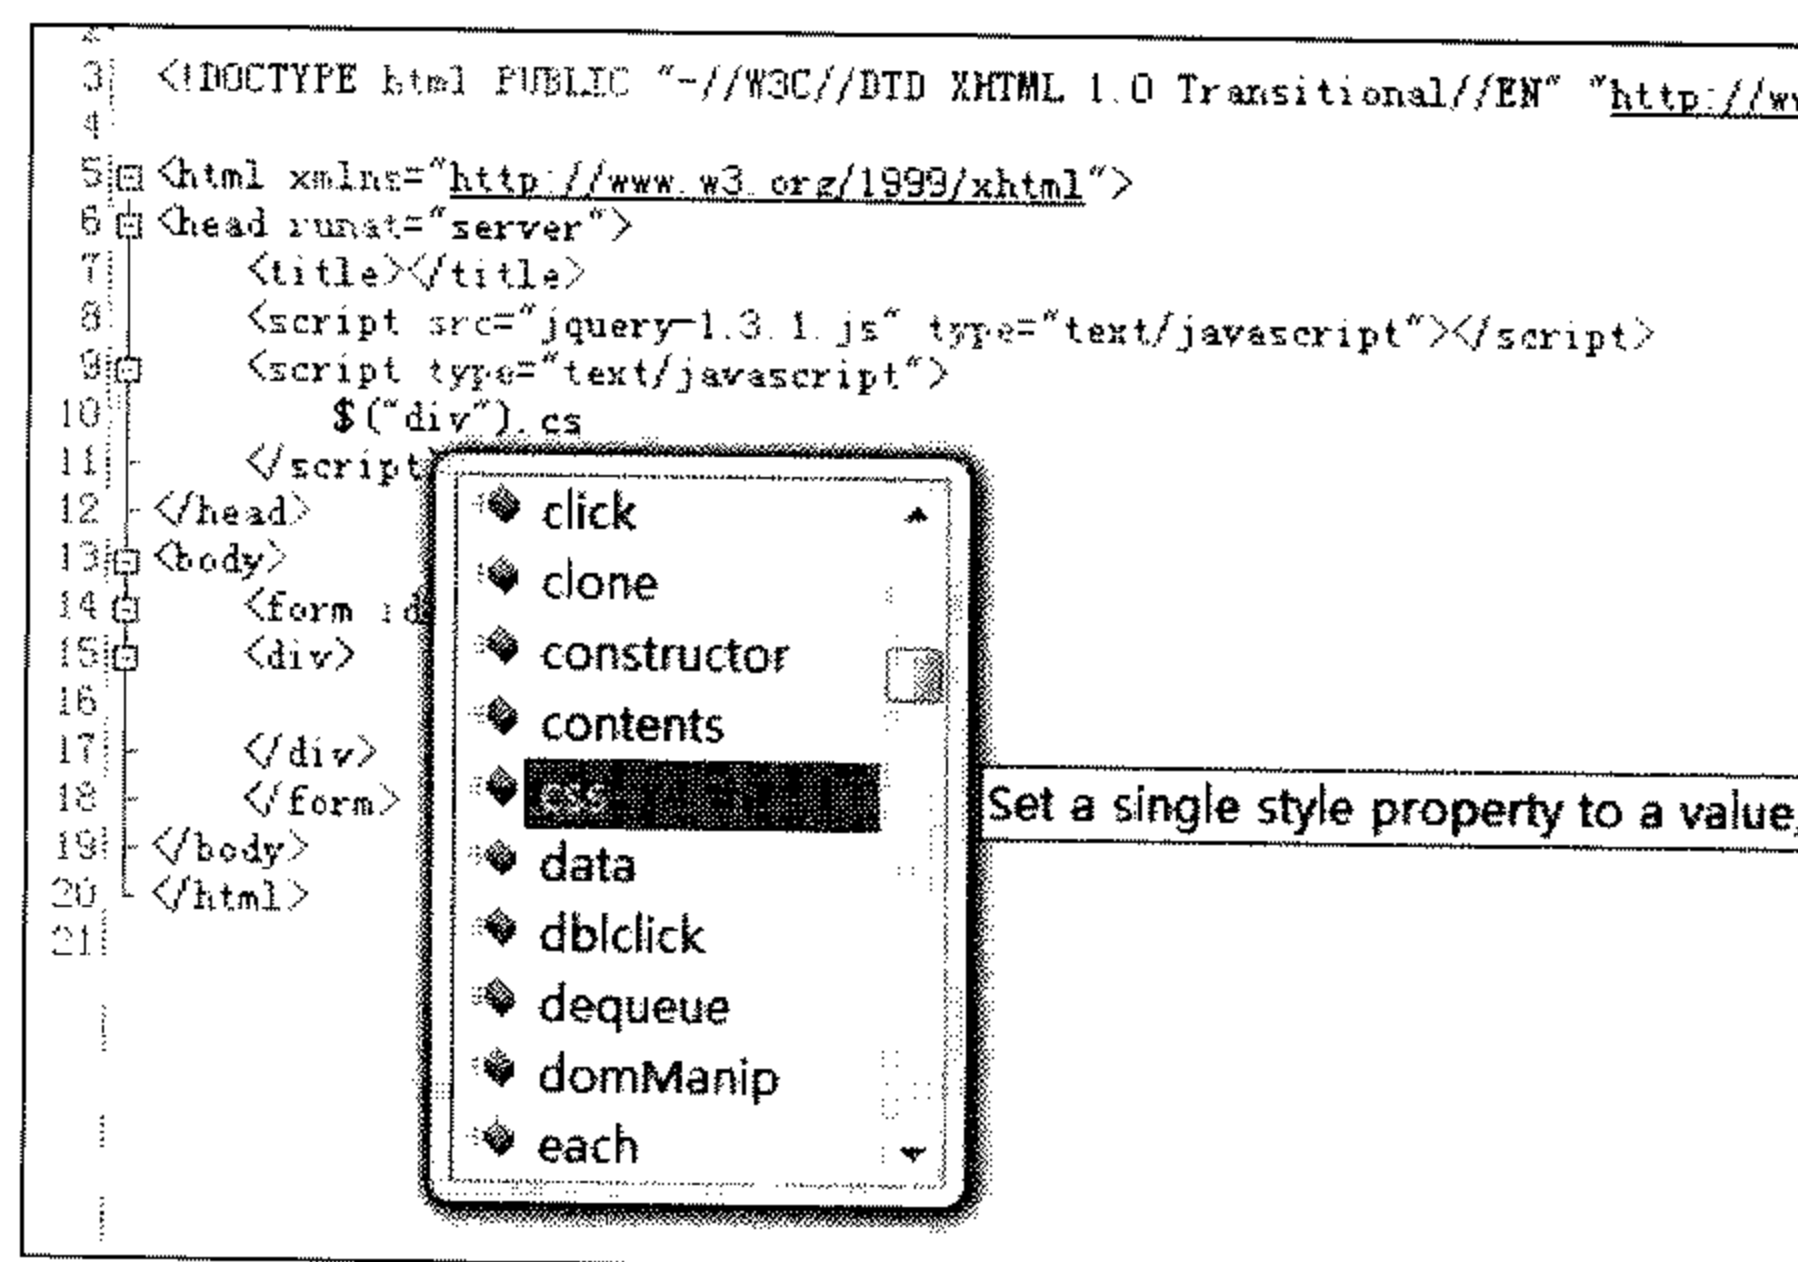 3 <!DOCTYPE html PUBLIC "-//W3C//DTD XHTML 1.0 Transitional//EN" "http://ww
4
5 <html xmlns="http://www.w3.org/1999/xhtml">
6 <head runat="server">
7 <title></title>
8 <script src="jquery-1.3.1.js" type="text/javascript"></script>
9 <script type="text/javascript">
10 $("div").cs
11 </script
12 </head>
13 <body>
14 <form id
15 <div>
16
17 </div>
18 </form>
19 </body>
20 </html>
21
click
clone
constructor
contents
css
Set a single style property to a value,
data
dblclick
dequeue
domManip
each